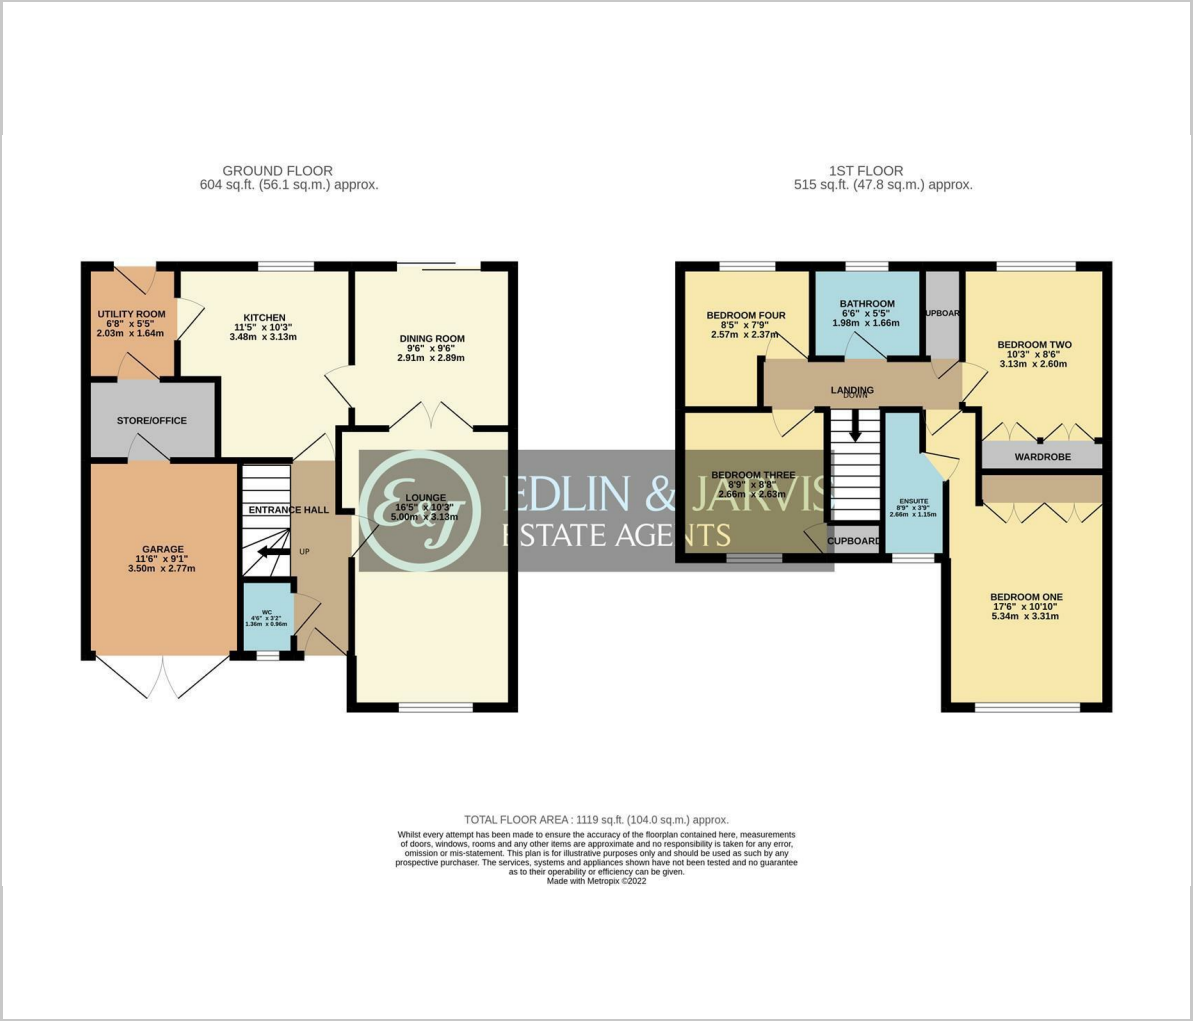 GROUND FLOOR
604 sq.ft. (56.1 sq.m.) approx.
1ST FLOOR
515 sq.ft. (47.8 sq.m.) approx.
UTILITY ROOM
6'8" x 5'5"
2.03m x 1.64m
KITCHEN
11'5" x 10'3"
3.48m x 3.13m
DINING ROOM
9'6" x 9'6"
2.91m x 2.89m
STORE/OFFICE
LOUNGE
16'5" x 10'3"
5.00m x 3.13m
ENTRANCE HALL
UP
GARAGE
11'6" x 9'1"
3.50m x 2.77m
WC
4'6" x 3'2"
1.36m x 0.96m
BEDROOM FOUR
8'5" x 7'9"
2.57m x 2.37m
BATHROOM
6'6" x 5'5"
1.98m x 1.66m
UPBOAR
BEDROOM TWO
10'3" x 8'6"
3.13m x 2.60m
LANDING
DOWN
WARDROBE
BEDROOM THREE
8'9" x 8'8"
2.66m x 2.63m
ENSUITE
8'9" x 3'9"
2.66m x 1.15m
CUPBOARD
BEDROOM ONE
17'6" x 10'10"
5.34m x 3.31m
E&J
EDLIN & JARVIS
ESTATE AGENTS
TOTAL FLOOR AREA : 1119 sq.ft. (104.0 sq.m.) approx.
Whilst every attempt has been made to ensure the accuracy of the floorplan contained here, measurements
of doors, windows, rooms and any other items are approximate and no responsibility is taken for any error,
omission or mis-statement. This plan is for illustrative purposes only and should be used as such by any
prospective purchaser. The services, systems and appliances shown have not been tested and no guarantee
as to their operability or efficiency can be given.
Made with Metropix ©2022